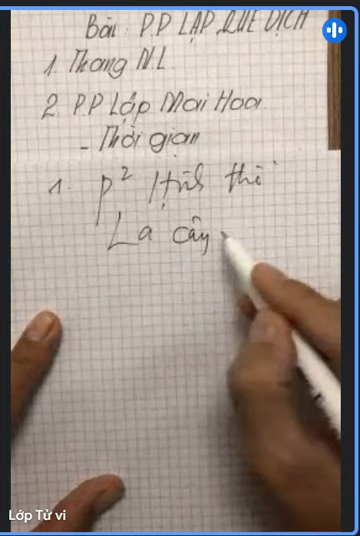 Bài: P.P LẬP QUẺ DỊCH
1. Thang N.L
2. P.P Lập Mai Hoa
- Thời gian
1. P² thì
La cây
Lớp Tử vi